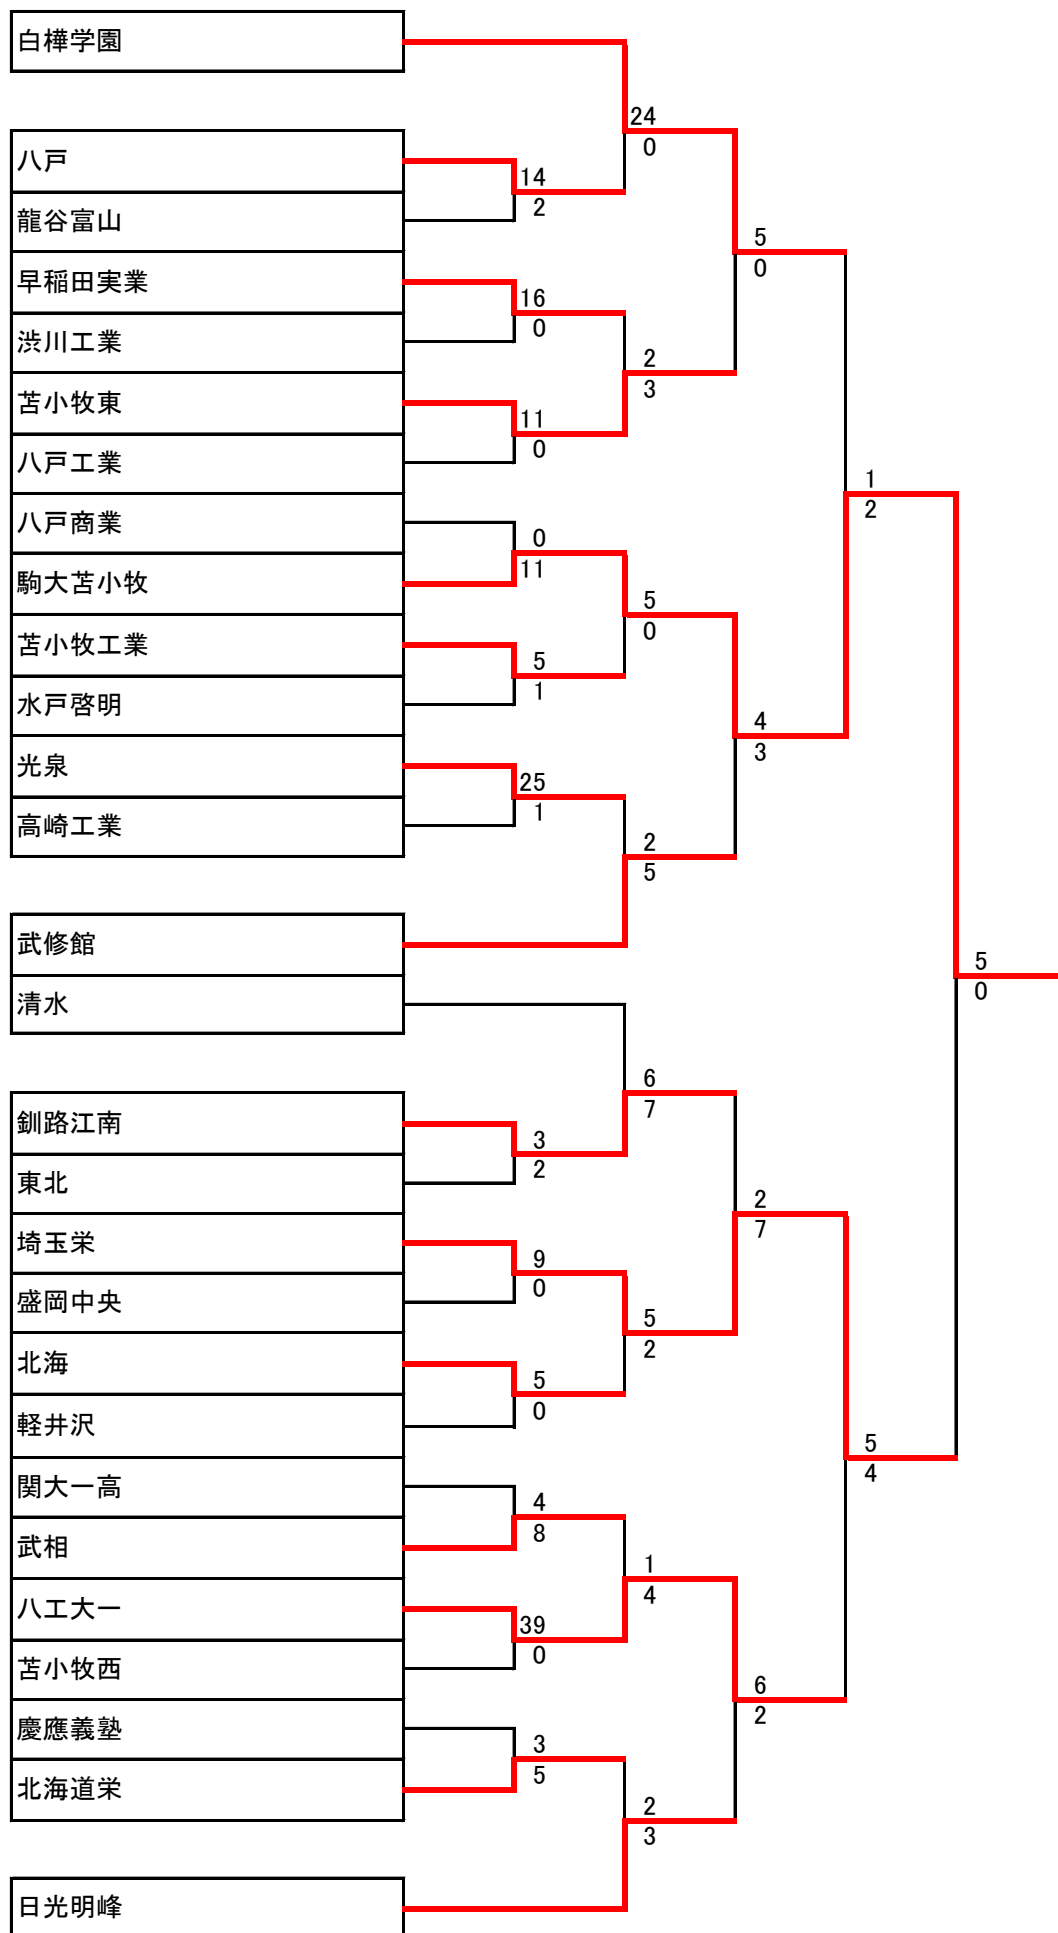 白樺学園
24
0
八戸
14
2
龍谷富山
5
0
早稲田実業
16
0
渋川工業
2
3
苫小牧東
11
0
八戸工業
1
2
八戸商業
0
11
駒大苫小牧
5
0
苫小牧工業
5
1
水戸啓明
4
3
光泉
25
1
高崎工業
2
5
武修館
5
0
清水
6
7
釧路江南
3
2
東北
2
7
埼玉栄
9
0
盛岡中央
5
2
北海
5
0
軽井沢
5
4
関大一高
4
8
武相
1
4
八工大一
39
0
苫小牧西
6
2
慶應義塾
3
5
北海道栄
2
3
日光明峰